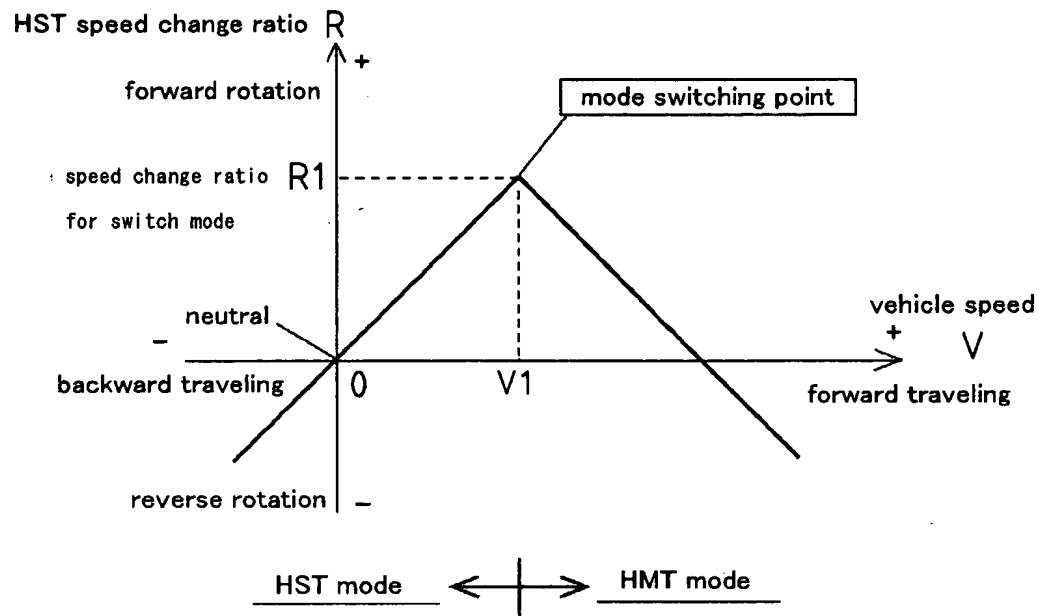 HST speed change ratio R
+
forward rotation
mode switching point
speed change ratio R1
for switch mode
neutral
vehicle speed
−
+ V
backward traveling
0
V1
forward traveling
reverse rotation
−
HST mode
HMT mode